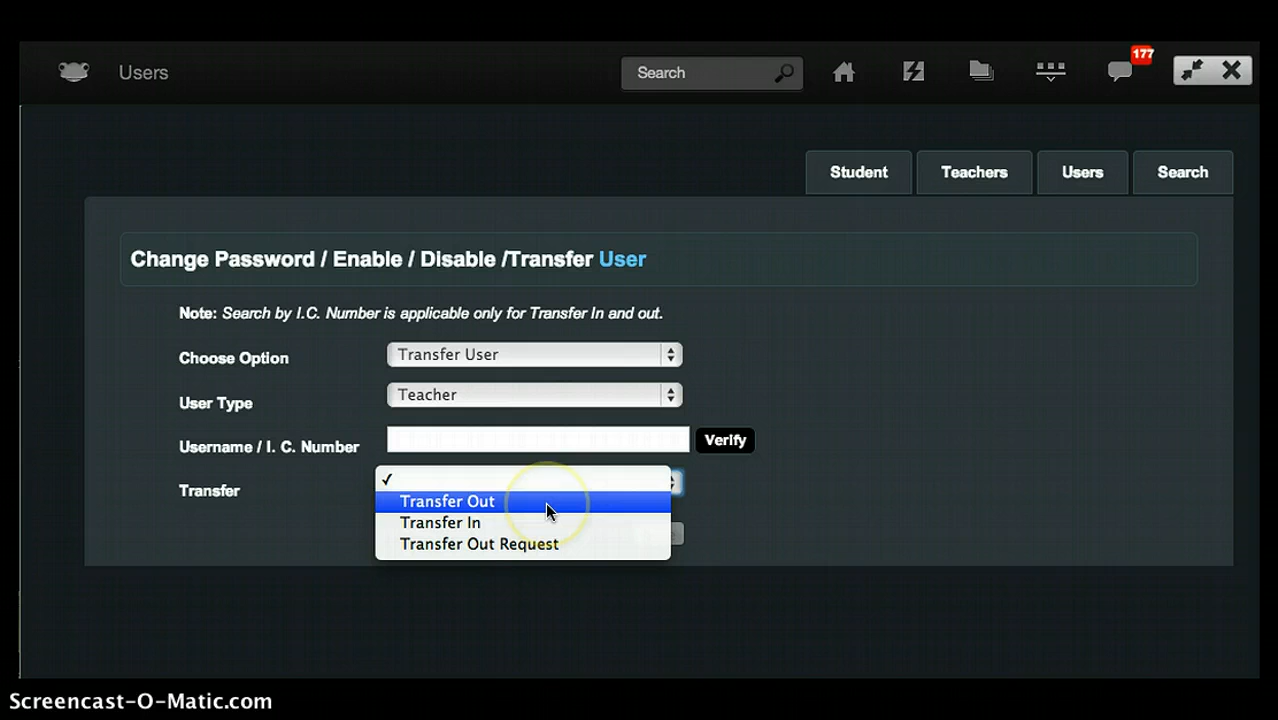 Users
Search
177
Student
Teachers
Users
Search
Change Password / Enable / Disable /Transfer User
Note: Search by I.C. Number is applicable only for Transfer In and out.
Choose Option
Transfer User
User Type
Teacher
Username / I. C. Number
Verify
Transfer
✓
Transfer Out
Transfer In
Transfer Out Request
Screencast-O-Matic.com